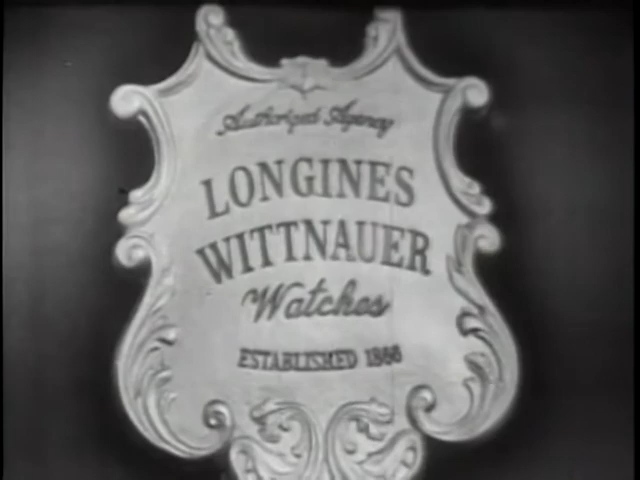 Authorized Agency
LONGINES
WITTNAUER
Watches
ESTABLISHED 1866